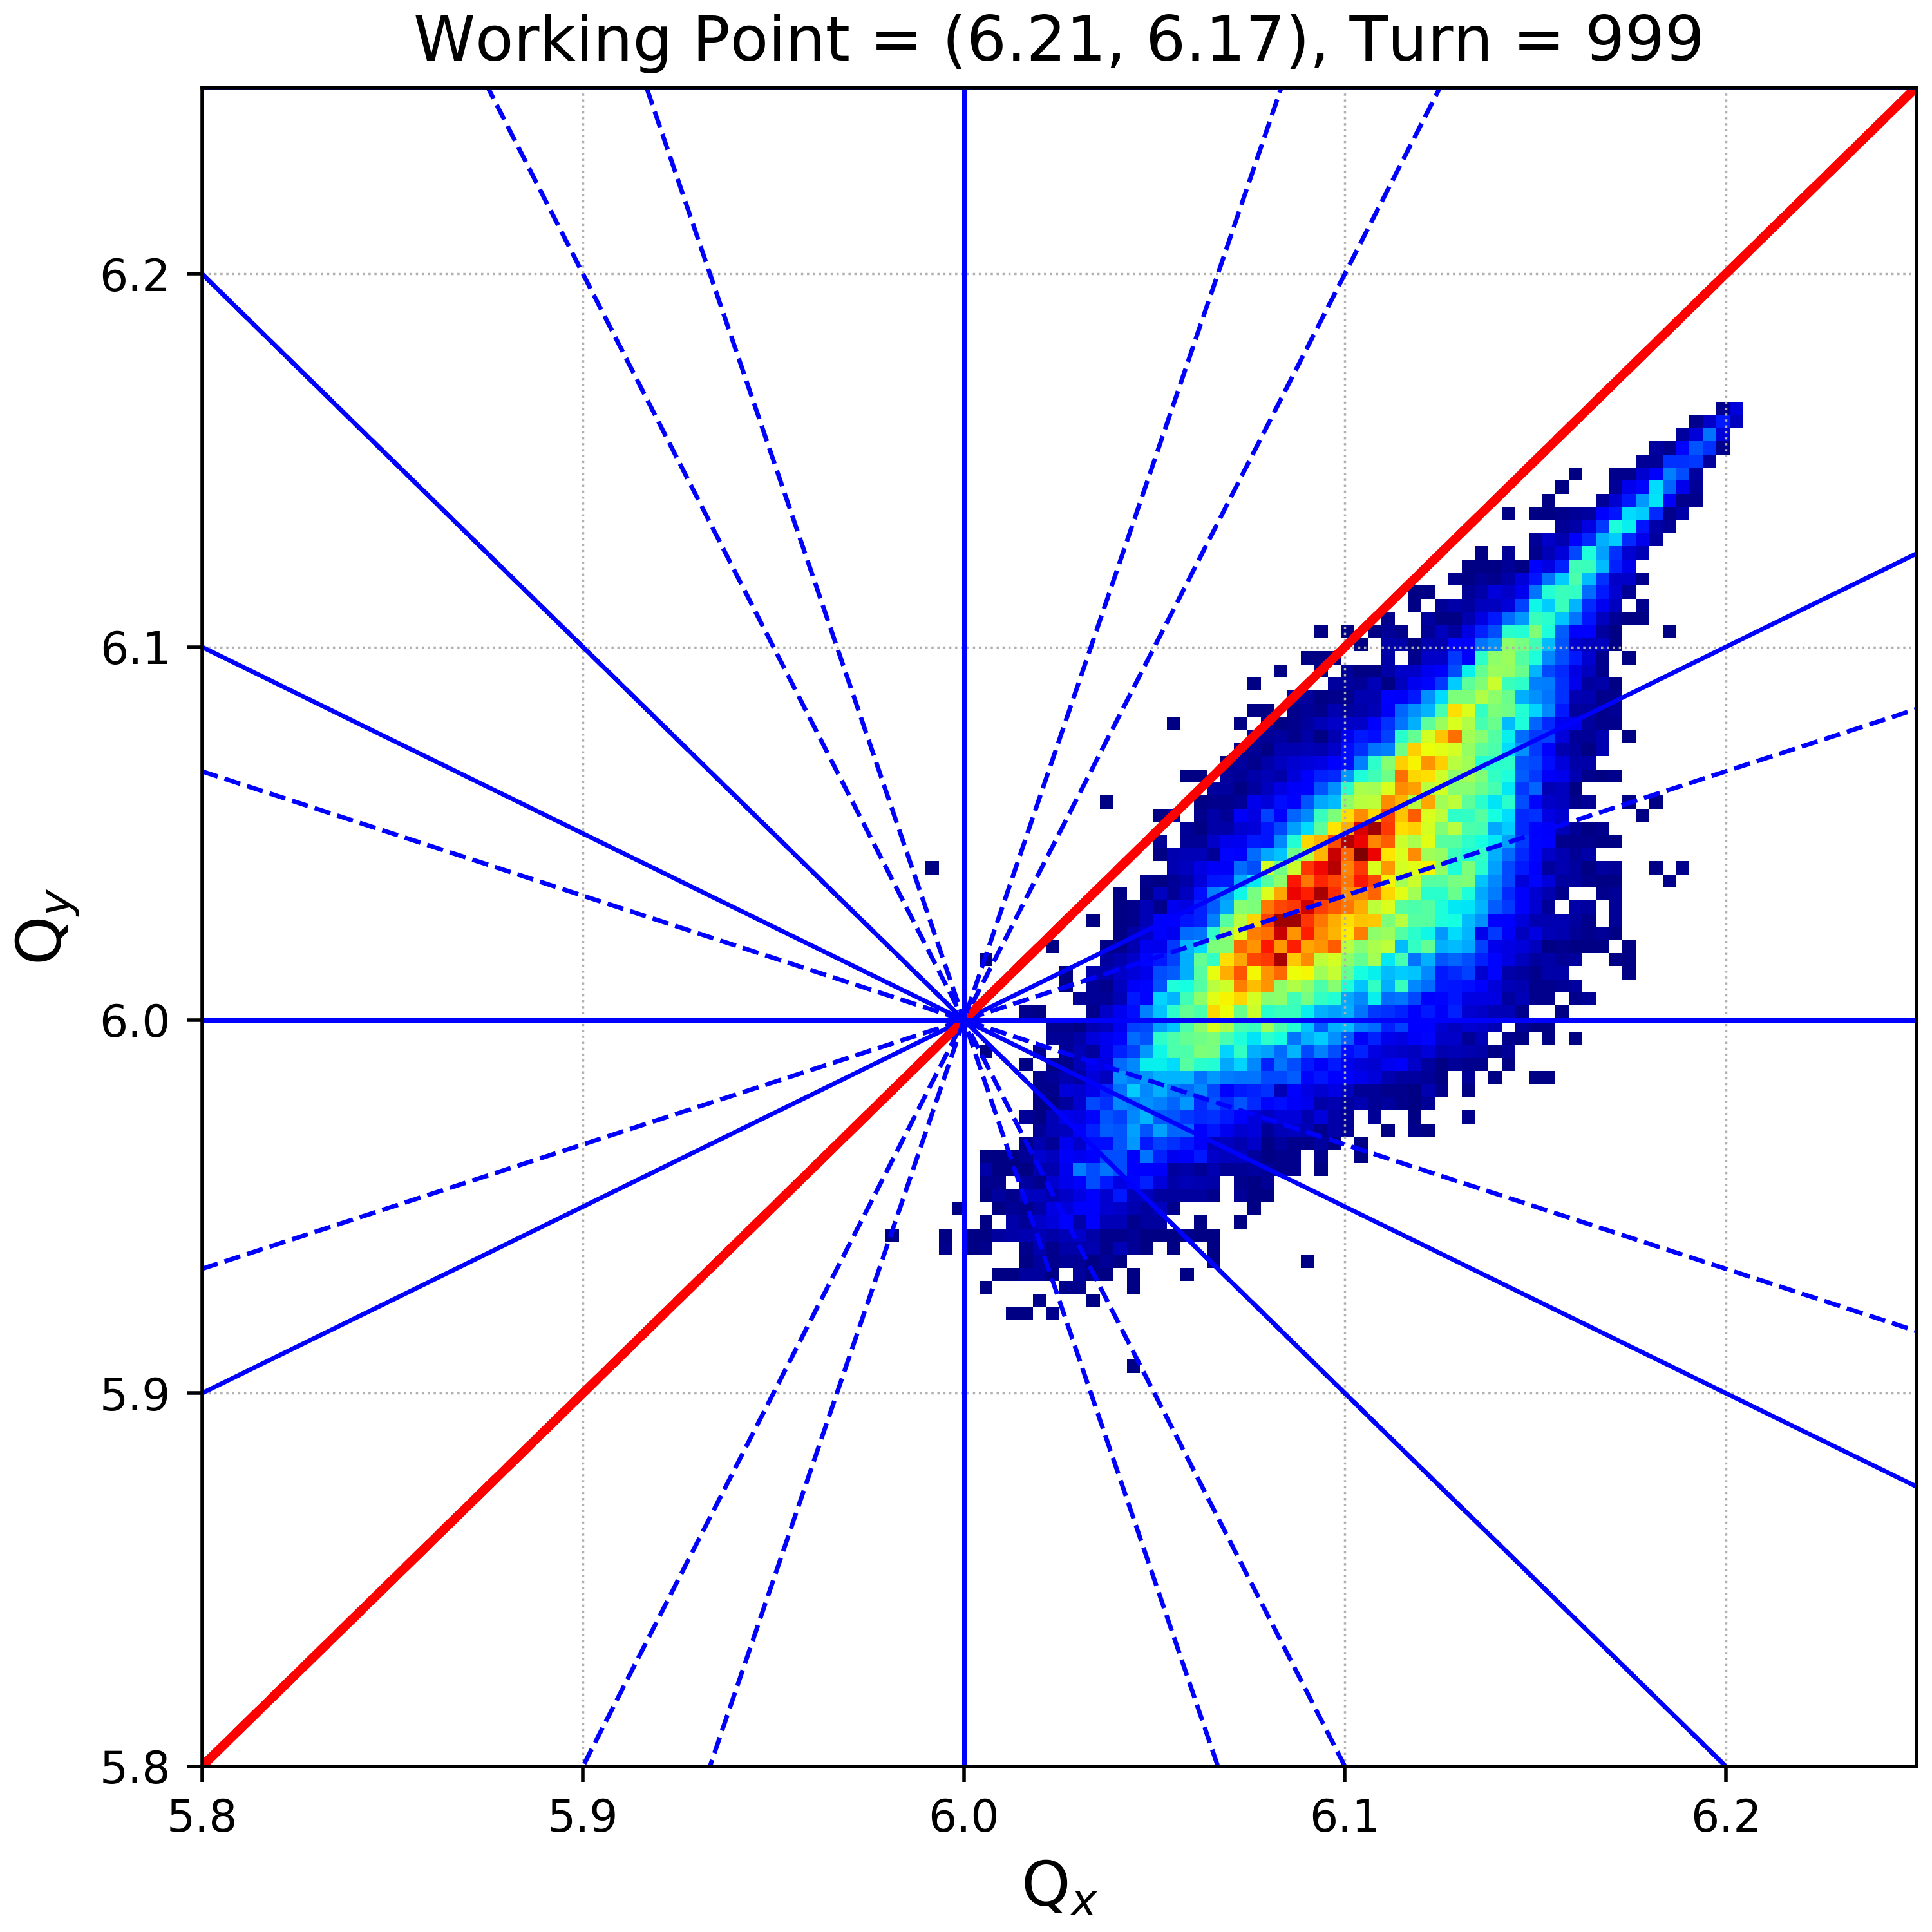 Working Point = (6.21, 6.17), Turn = 999
6.2
6.1
6.0
5.9
5.8
Qy
5.8 5.9 6.0 6.1 6.2
Qx